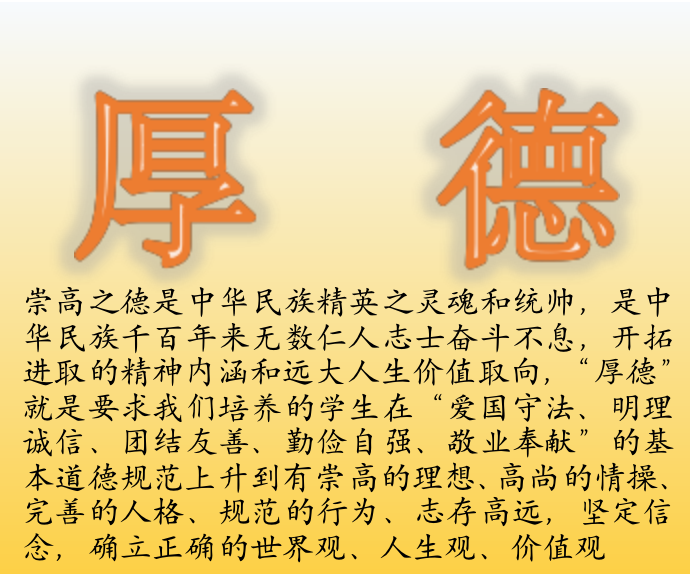 厚 德
崇高之德是中华民族精英之灵魂和统帅，是中
华民族千百年来无数仁人志士奋斗不息，开拓
进取的精神内涵和远大人生价值取向，“厚德”
就是要求我们培养的学生在“爱国守法、明理
诚信、团结友善、勤俭自强、敬业奉献”的基
本道德规范上升到有崇高的理想、高尚的情操、
完善的人格、规范的行为、志存高远，坚定信
念，确立正确的世界观、人生观、价值观